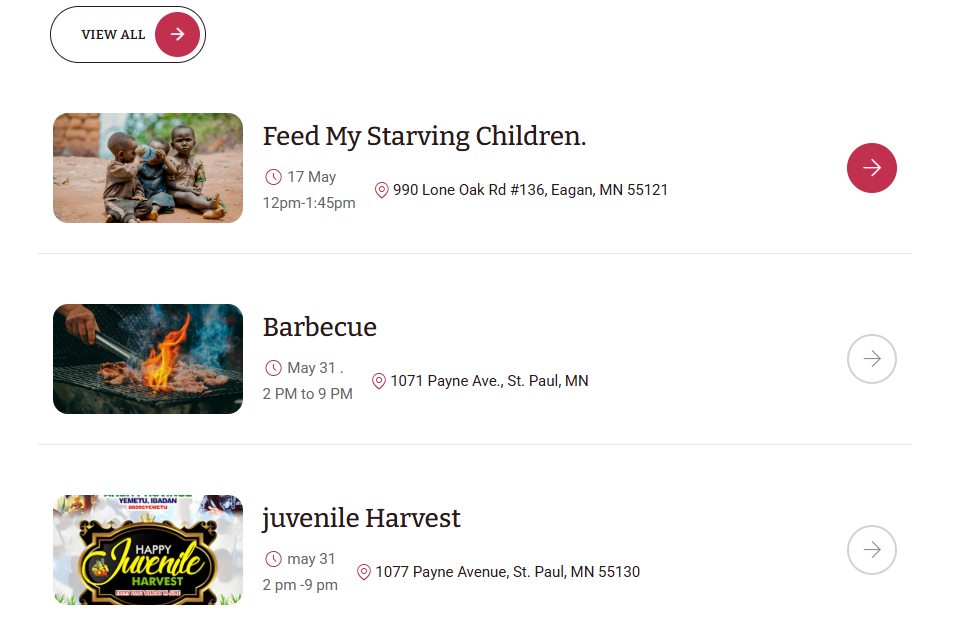 VIEW ALL
Feed My Starving Children.
17 May
12pm-1:45pm
990 Lone Oak Rd #136, Eagan, MN 55121
Barbecue
May 31 .
2 PM to 9 PM
1071 Payne Ave., St. Paul, MN
YEMETU, IBADAN
HAPPY
Juvenile
HARVEST
juvenile Harvest
may 31
2 pm -9 pm
1077 Payne Avenue, St. Paul, MN 55130